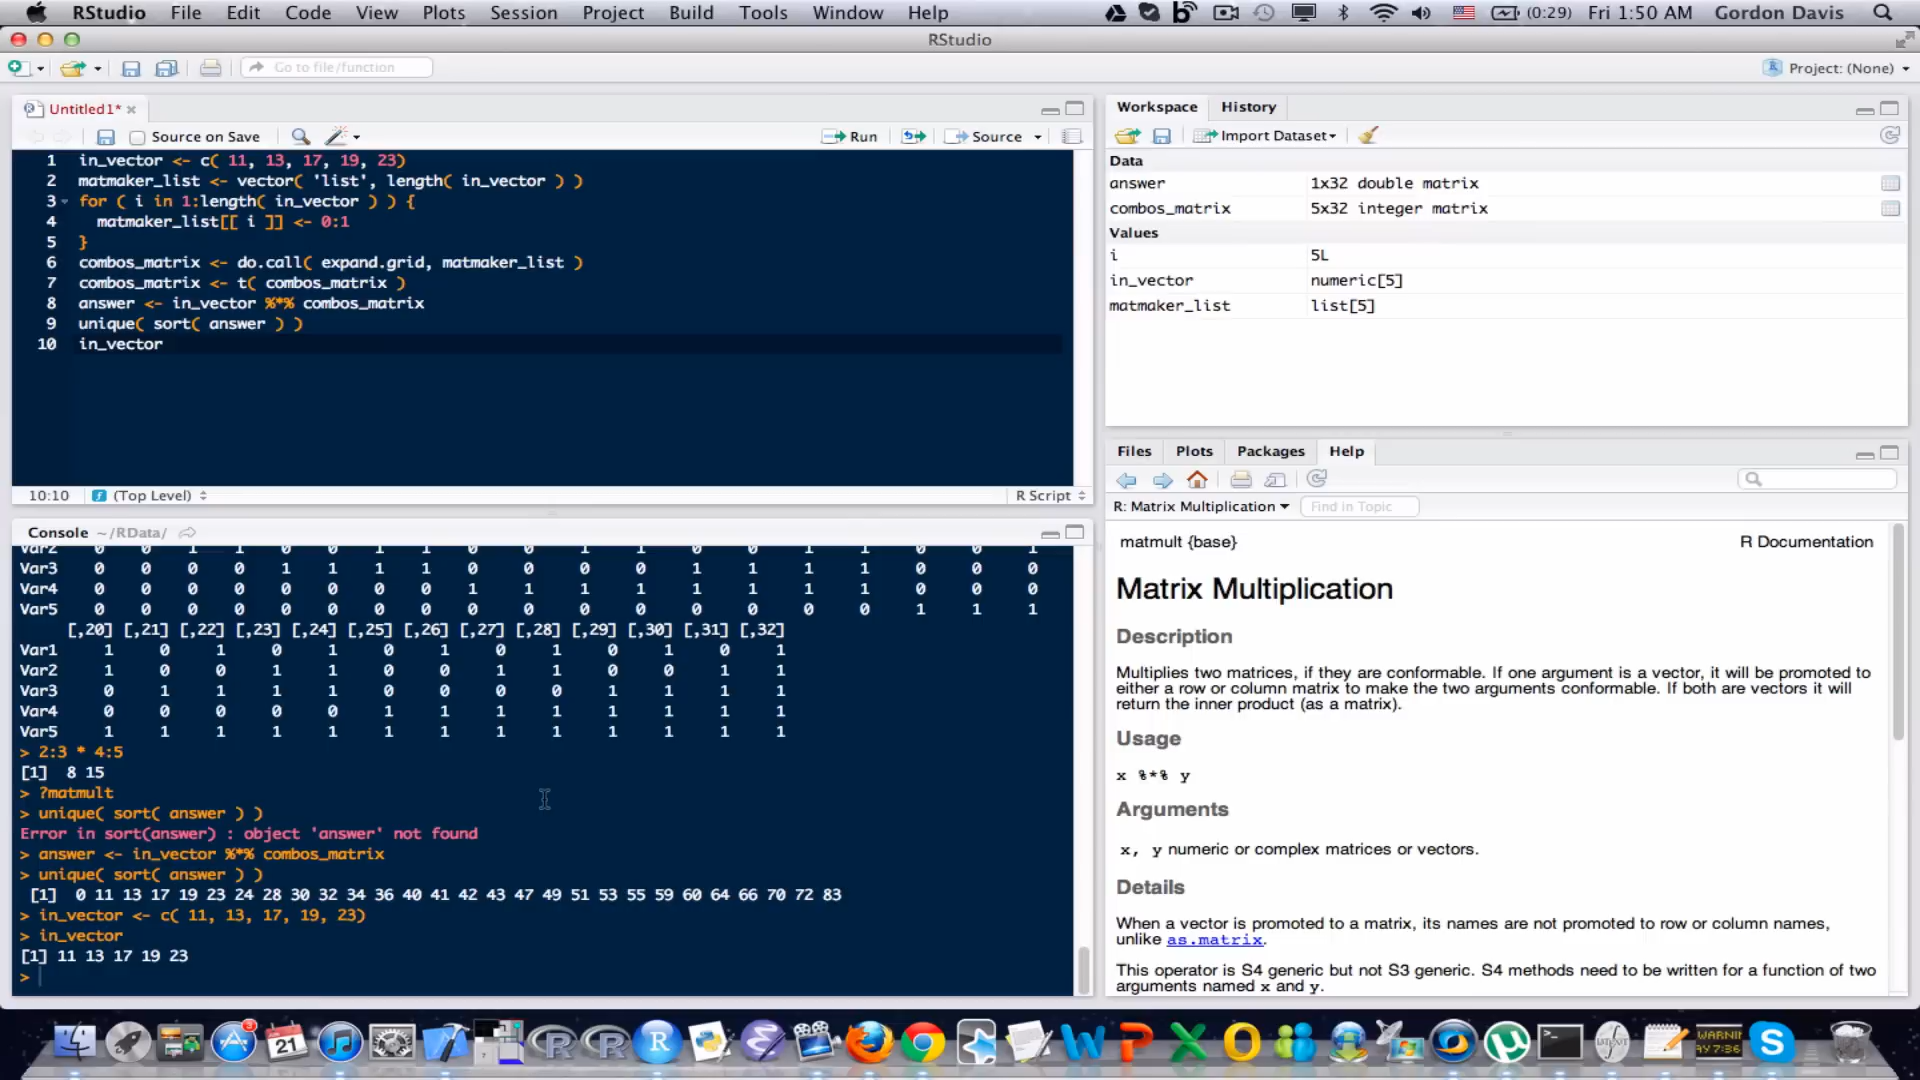 RStudio File Edit Code View Plots Session Project Build Tools Window Help (0:29) Fri 1:50 AM Gordon Davis
RStudio
Go to file/function Project: (None)
Untitled1*
Source on Save Run Source
1 in_vector <- c( 11, 13, 17, 19, 23)
2 matmaker_list <- vector( 'list', length( in_vector ) )
3 for ( i in 1:length( in_vector ) ) {
4 matmaker_list[[ i ]] <- 0:1
5 }
6 combos_matrix <- do.call( expand.grid, matmaker_list )
7 combos_matrix <- t( combos_matrix )
8 answer <- in_vector %*% combos_matrix
9 unique( sort( answer ) )
10 in_vector
10:10 (Top Level) R Script
Console ~/RData/
Var2 0 0 1 1 0 0 1 1 0 0 1 1 0 0 1 1 0 0 1
Var3 0 0 0 0 1 1 1 1 0 0 0 0 1 1 1 1 0 0 0
Var4 0 0 0 0 0 0 0 0 1 1 1 1 1 1 1 1 0 0 0
Var5 0 0 0 0 0 0 0 0 0 0 0 0 0 0 0 0 1 1 1
[,20] [,21] [,22] [,23] [,24] [,25] [,26] [,27] [,28] [,29] [,30] [,31] [,32]
Var1 1 0 1 0 1 0 1 0 1 0 1 0 1
Var2 1 0 0 1 1 0 0 1 1 0 0 1 1
Var3 0 1 1 1 1 0 0 0 0 1 1 1 1
Var4 0 0 0 0 0 1 1 1 1 1 1 1 1
Var5 1 1 1 1 1 1 1 1 1 1 1 1 1
> 2:3 * 4:5
[1] 8 15
> ?matmult
> unique( sort( answer ) )
Error in sort(answer) : object 'answer' not found
> answer <- in_vector %*% combos_matrix
> unique( sort( answer ) )
[1] 0 11 13 17 19 23 24 28 30 32 34 36 40 41 42 43 47 49 51 53 55 59 60 64 66 70 72 83
> in_vector <- c( 11, 13, 17, 19, 23)
> in_vector
[1] 11 13 17 19 23
>
Workspace History
Import Dataset
Data
answer 1x32 double matrix
combos_matrix 5x32 integer matrix
Values
i 5L
in_vector numeric[5]
matmaker_list list[5]
Files Plots Packages Help
R: Matrix Multiplication Find in Topic
matmult {base} R Documentation
Matrix Multiplication
Description
Multiplies two matrices, if they are conformable. If one argument is a vector, it will be promoted to
either a row or column matrix to make the two arguments conformable. If both are vectors it will
return the inner product (as a matrix).
Usage
x %*% y
Arguments
x, y numeric or complex matrices or vectors.
Details
When a vector is promoted to a matrix, its names are not promoted to row or column names,
unlike as.matrix.
This operator is S4 generic but not S3 generic. S4 methods need to be written for a function of two
arguments named x and y.